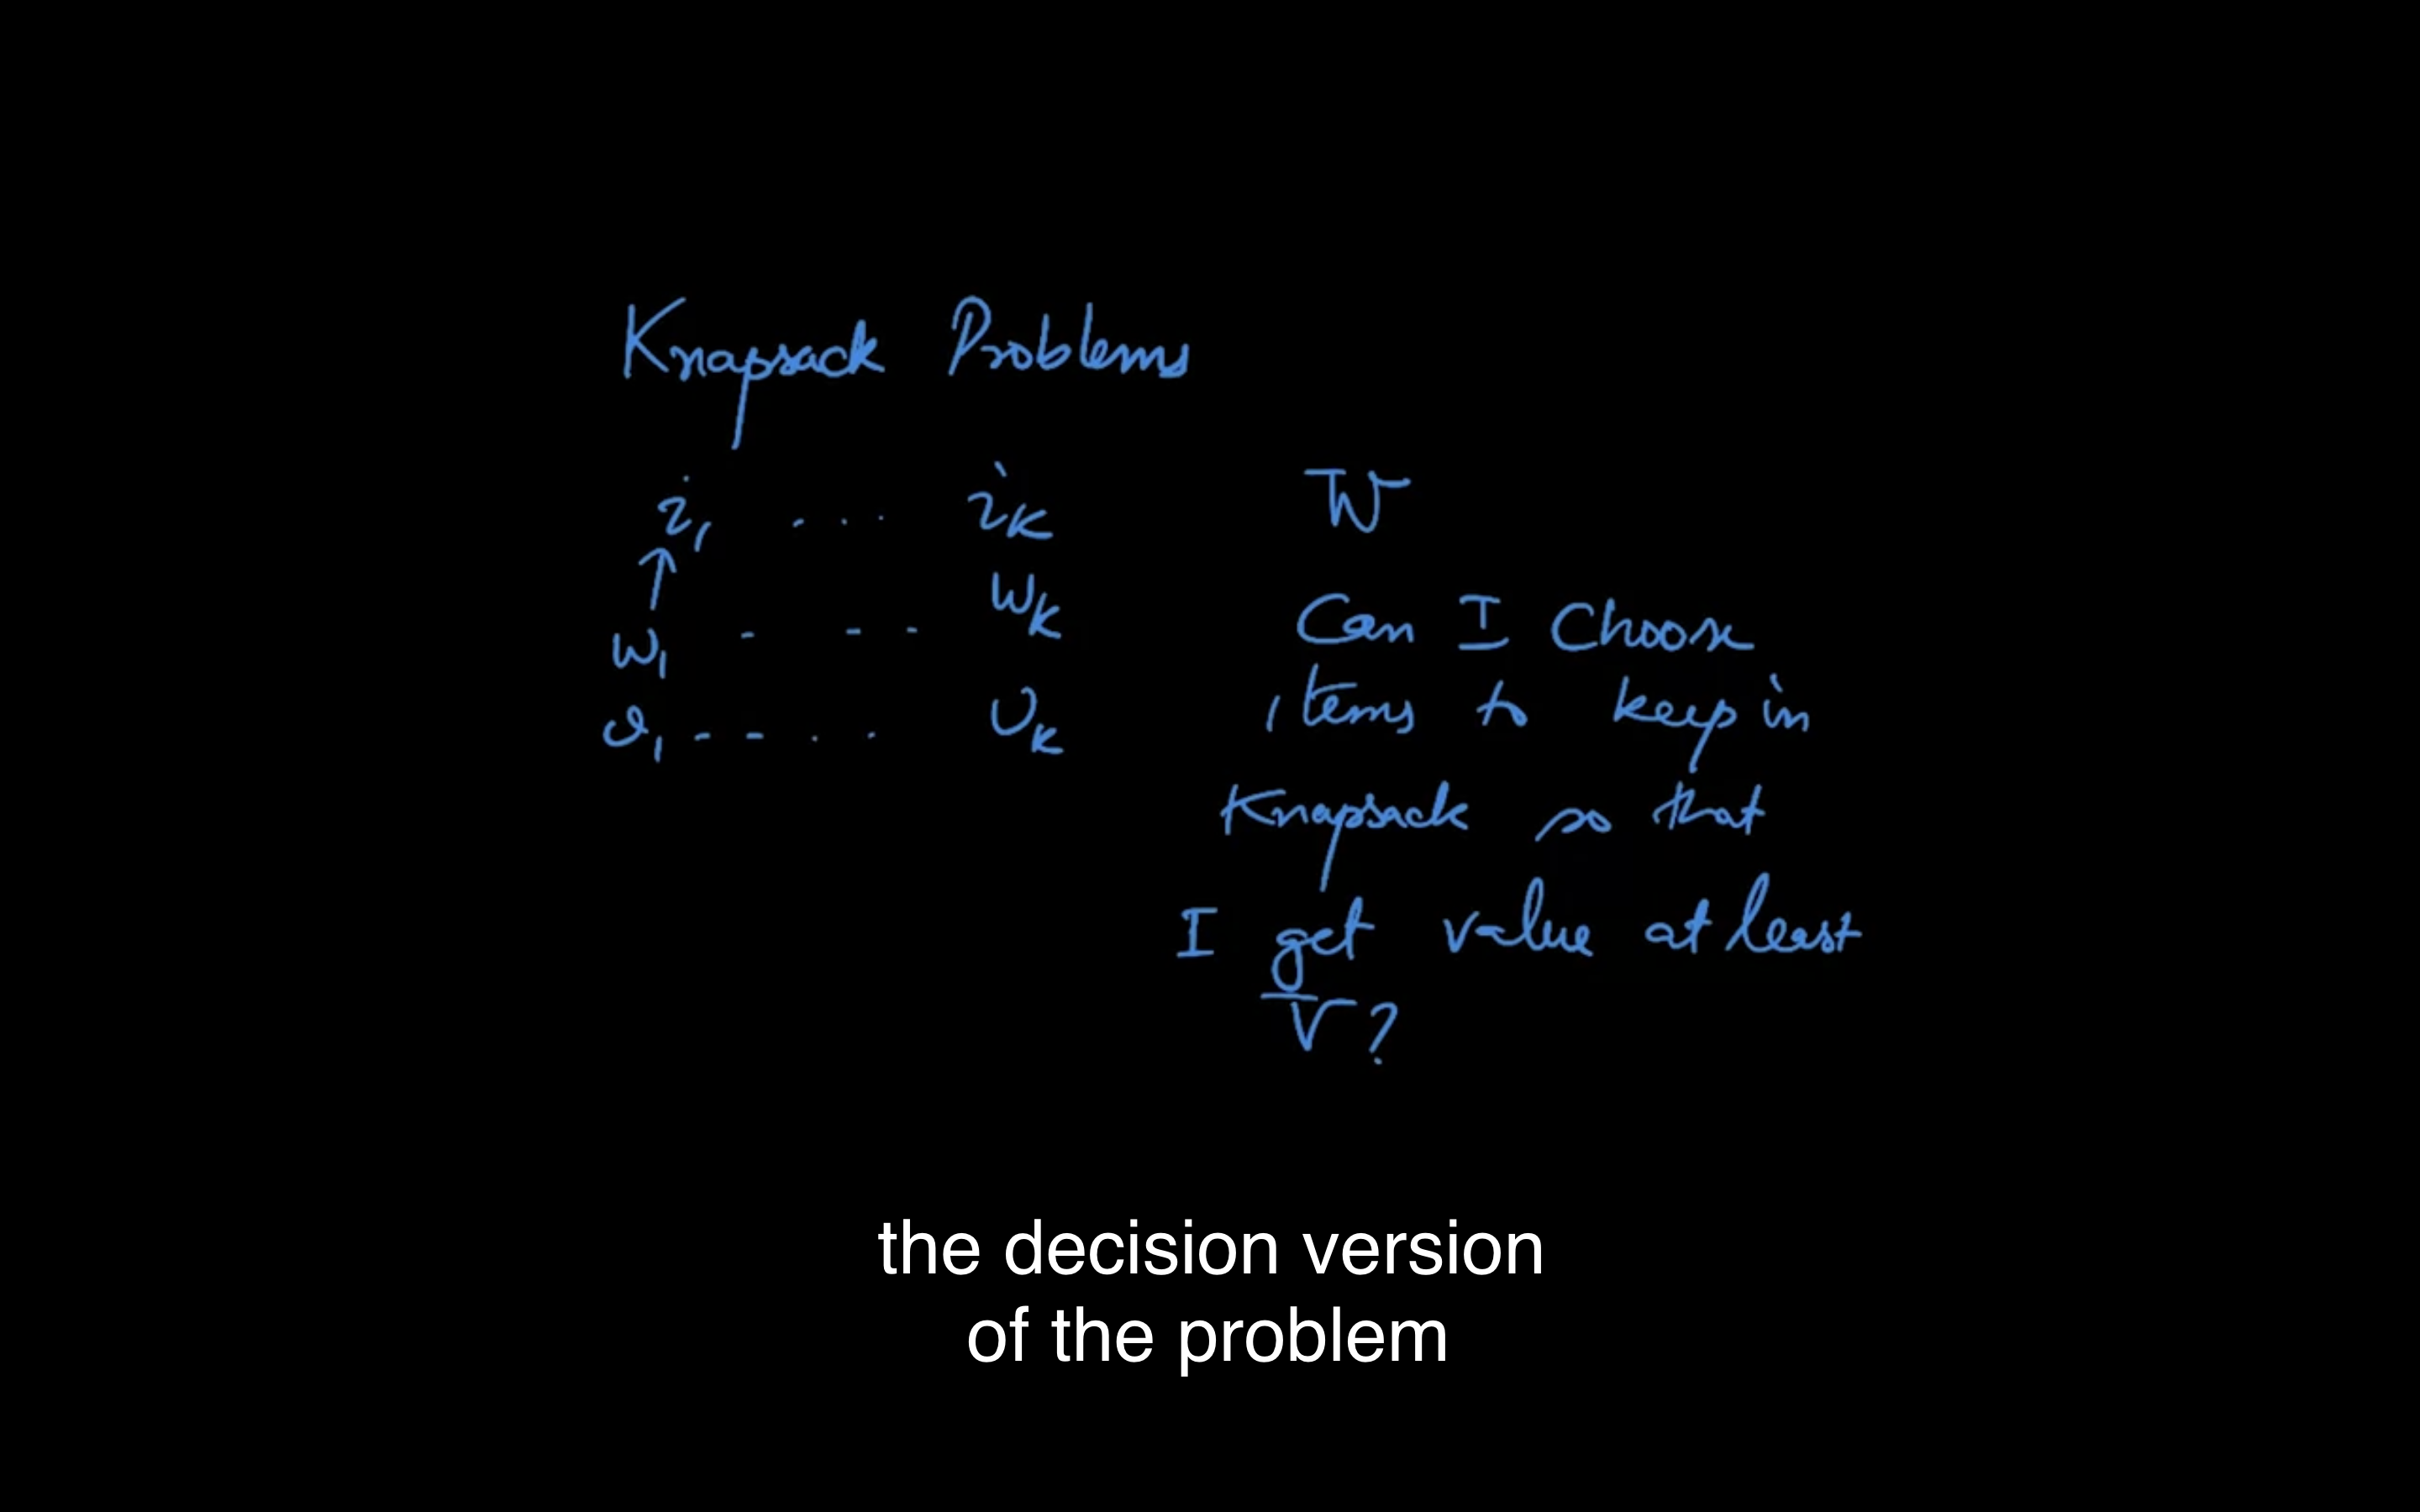 Knapsack Problems
i₁ ... iₖ W
w₁ - - - wₖ
v₁ - - . . vₖ
Can I Choose
items to keep in
Knapsack so that
I get value at least
V?
the decision version
of the problem